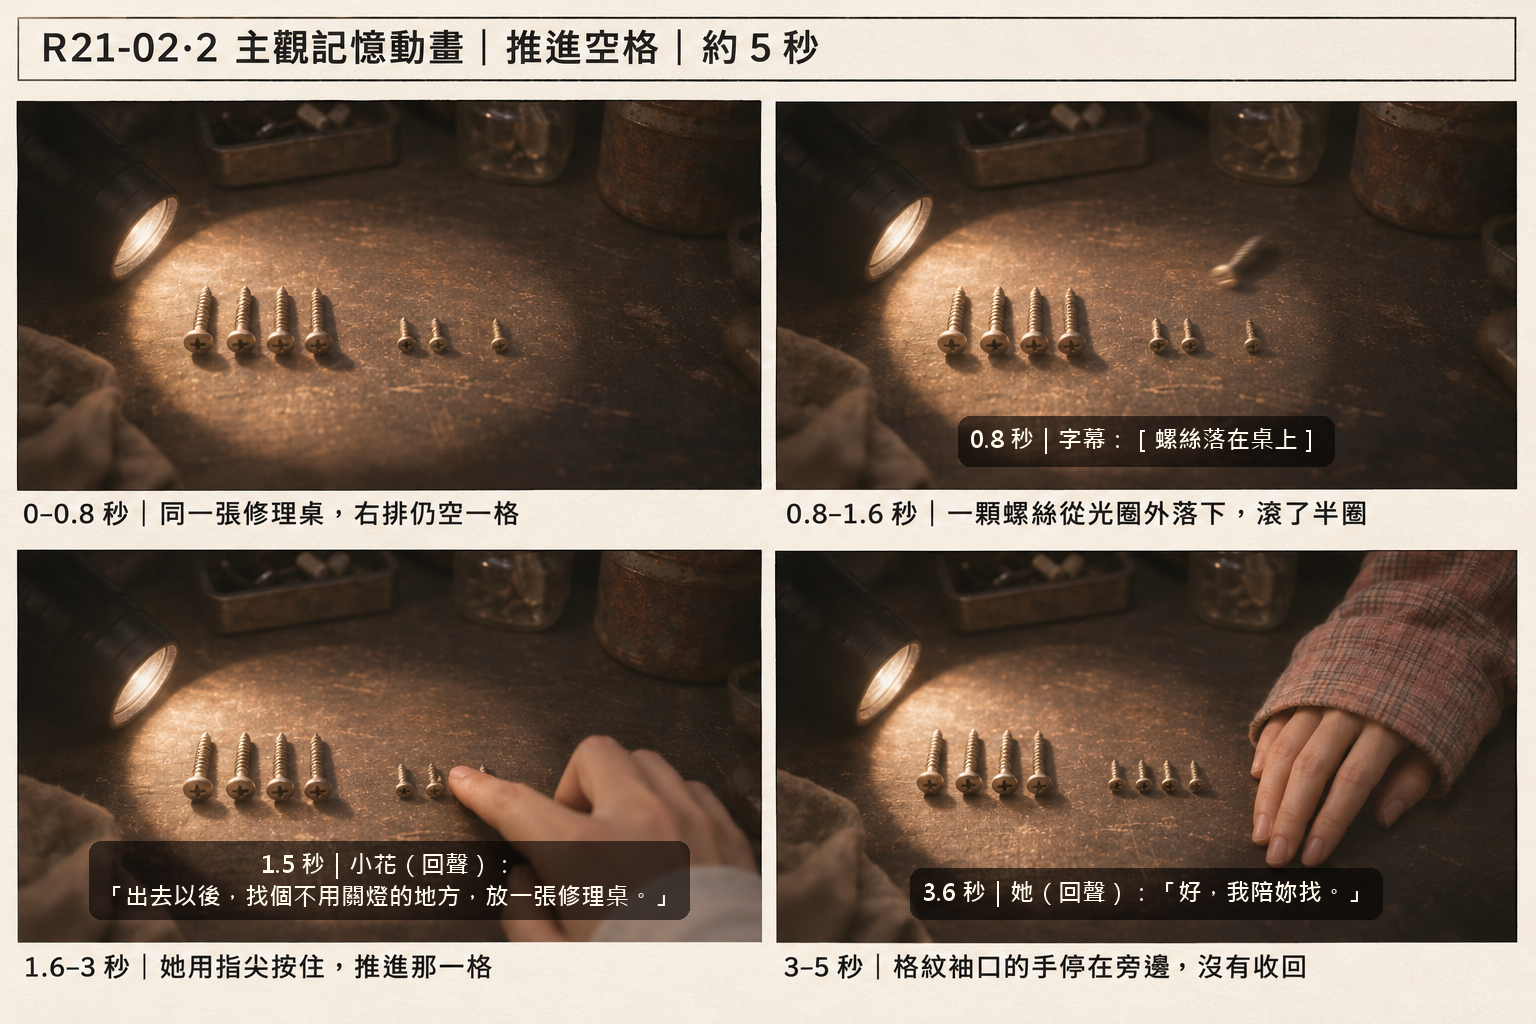 R21-02·2 主觀記憶動畫｜推進空格｜約 5 秒
0–0.8 秒｜同一張修理桌，右排仍空一格
0.8 秒｜字幕：［ 螺絲落在桌上 ］
0.8–1.6 秒｜一顆螺絲從光圈外落下，滾了半圈
1.5 秒｜小花（回聲）：
「出去以後，找個不用關燈的地方，放一張修理桌。」
1.6–3 秒｜她用指尖按住，推進那一格
3.6 秒｜她（回聲）：「好，我陪妳找。」
3–5 秒｜格紋袖口的手停在旁邊，沒有收回